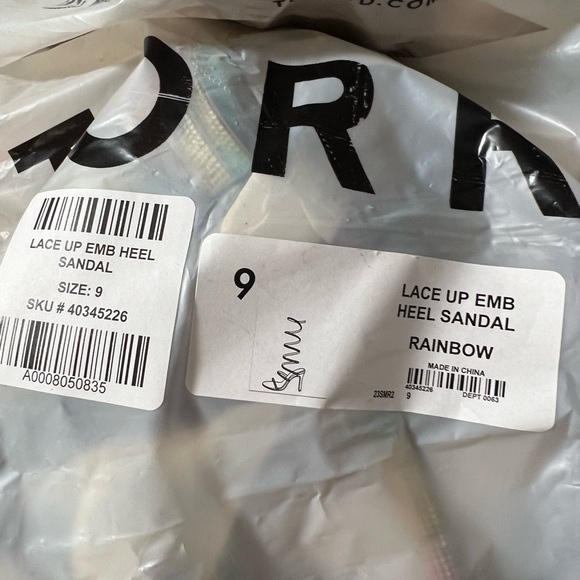 LACE UP EMB HEEL
SANDAL
SIZE: 9
SKU # 40345226
A0008050835
9
LACE UP EMB
HEEL SANDAL
RAINBOW
MADE IN CHINA
40345226
23SMR2
9
DEPT 0063